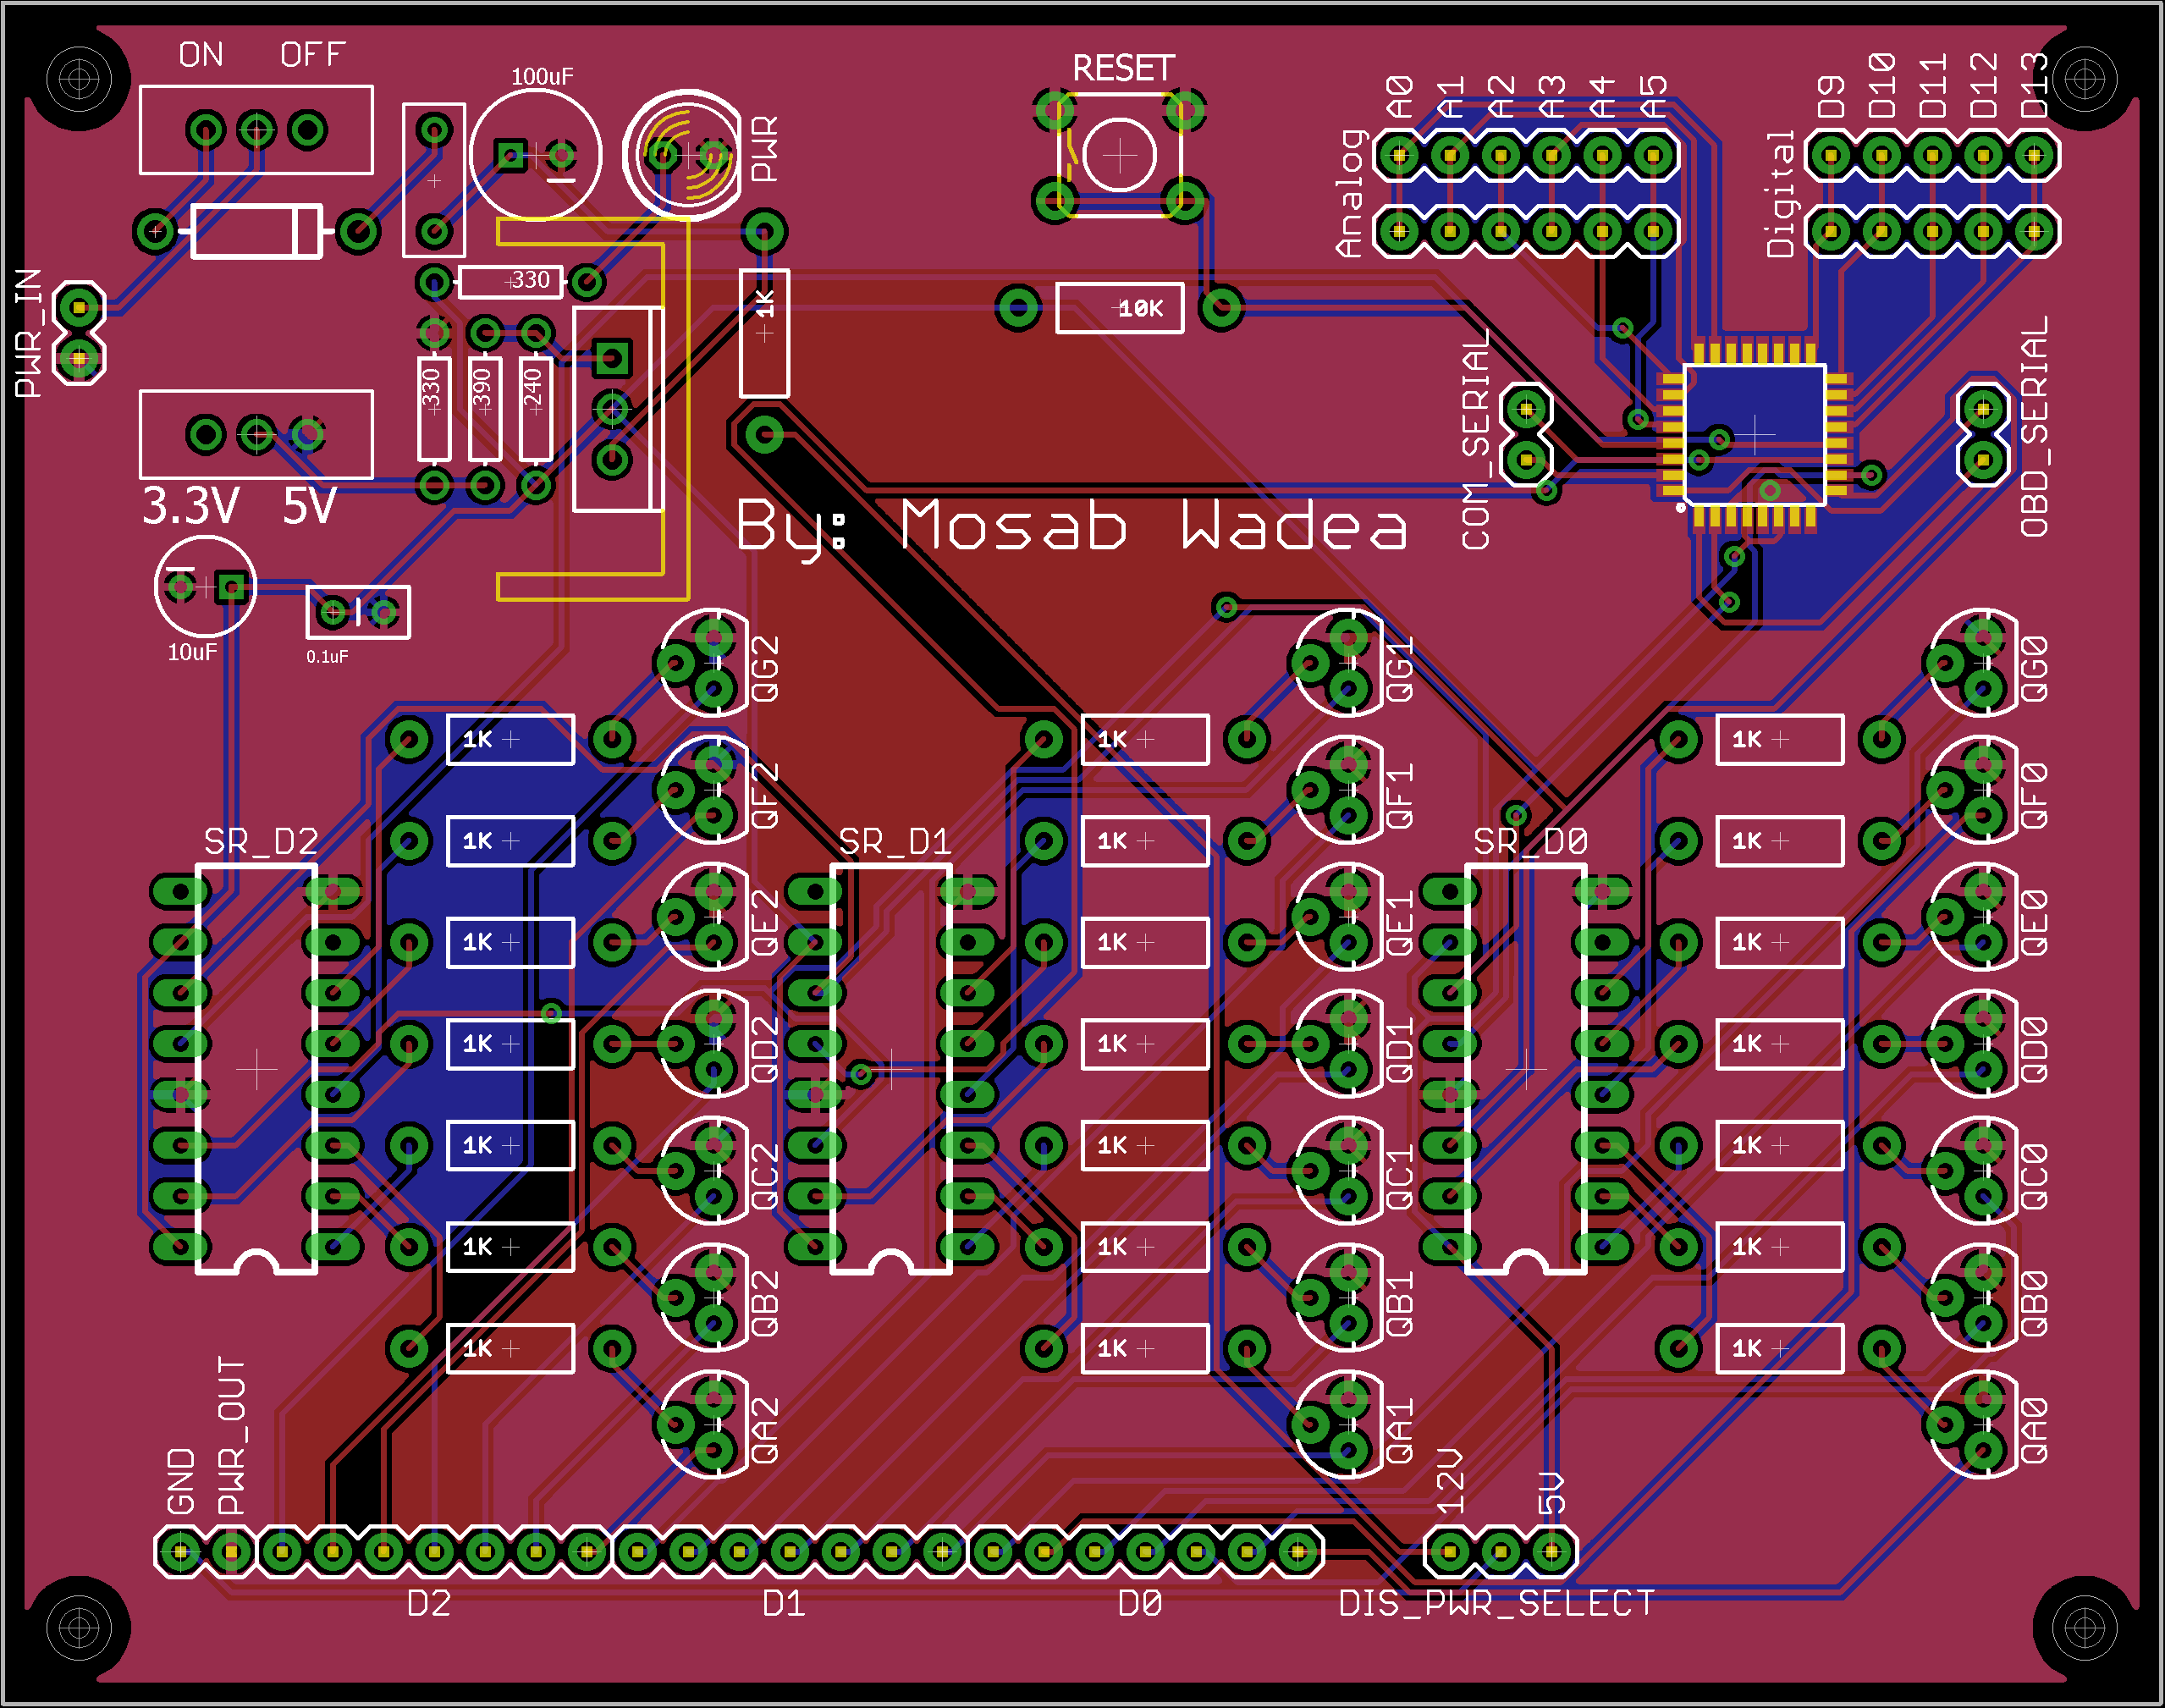 ON OFF
100uF
PWR
RESET
A0 A1 A2 A3 A4 A5
D9 D10 D11 D12 D13
Analog
Digital
PWR_IN
330
1K
10K
330 390 240
COM_SERIAL
OBD_SERIAL
3.3V 5V
By: Mosab Wadea
10uF
0.1uF
QG2 QG1 QG0
1K 1K 1K
QF2 QF1 QF0
SR_D2 SR_D1 SR_D0
1K 1K 1K
QE2 QE1 QE0
1K 1K 1K
QD2 QD1 QD0
1K 1K 1K
QC2 QC1 QC0
1K 1K 1K
QB2 QB1 QB0
1K 1K 1K
1K 1K 1K
QA2 QA1 QA0
GND PWR_OUT
12V 5V
D2 D1 D0 DIS_PWR_SELECT